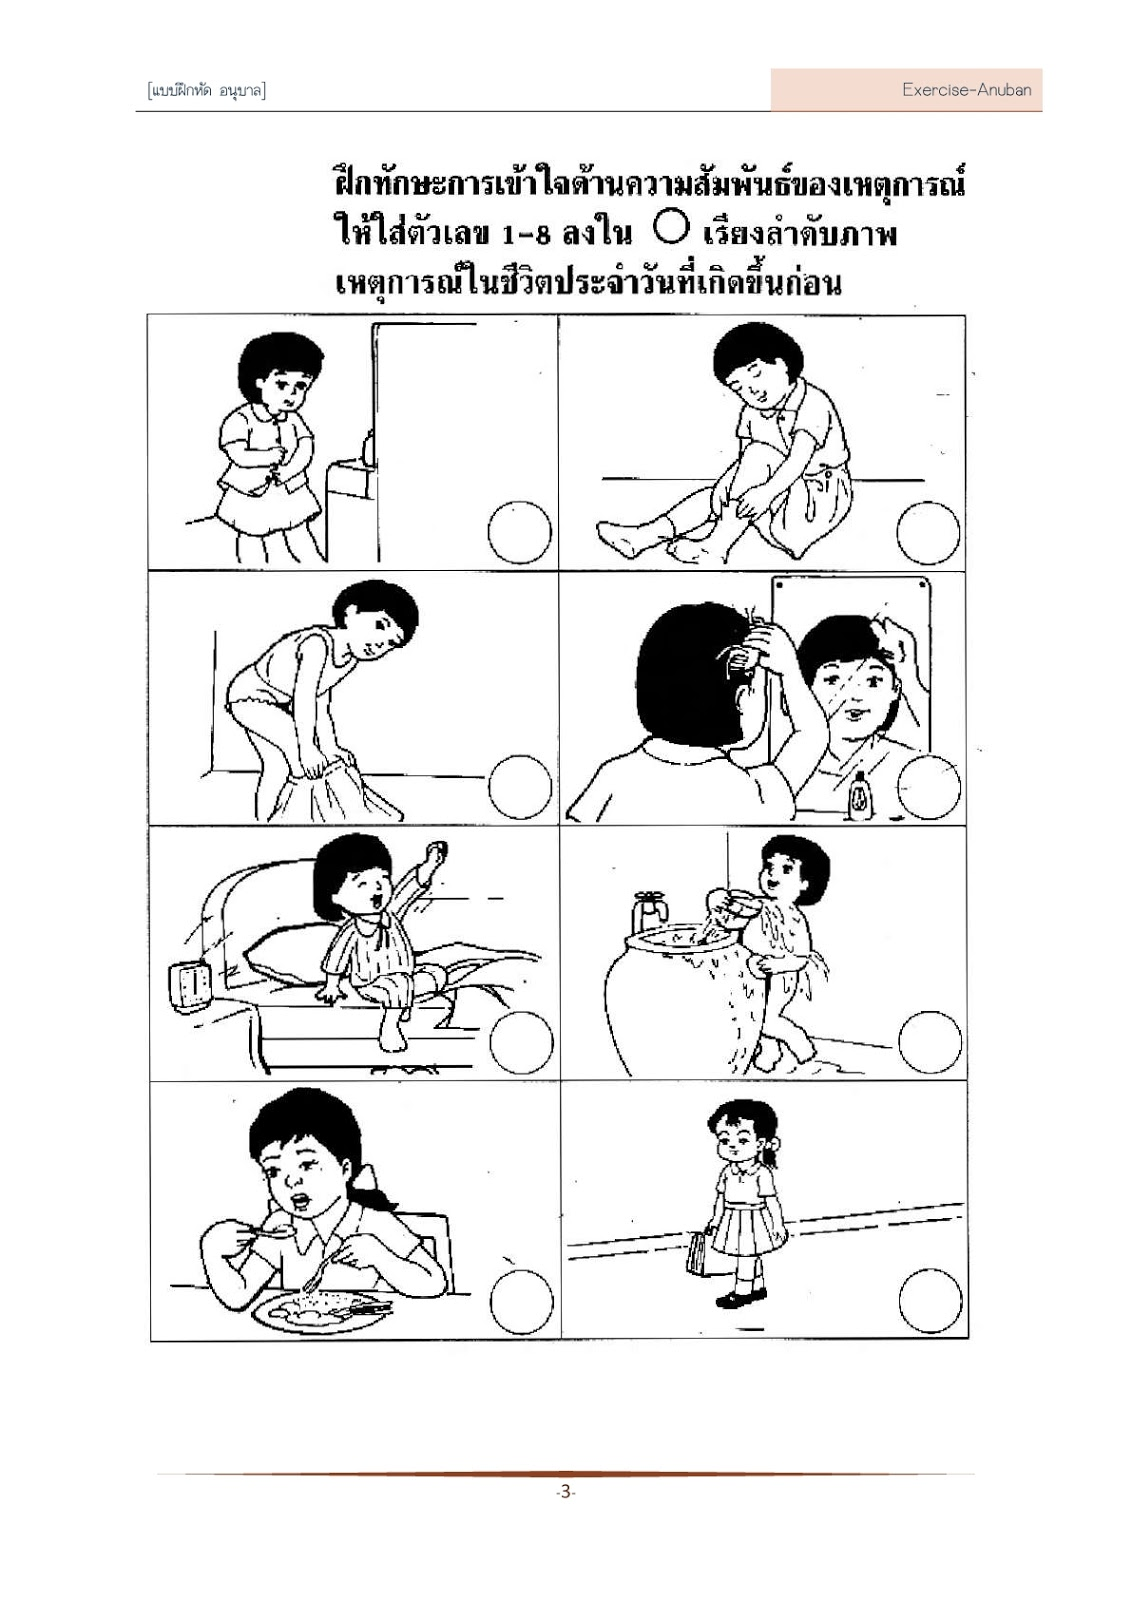 [แบบฝึกหัด อนุบาล]
Exercise-Anuban
ฝึกทักษะการเข้าใจด้านความสัมพันธ์ของเหตุการณ์
ให้ใส่ตัวเลข 1-8 ลงใน ◯ เรียงลำดับภาพ
เหตุการณ์ในชีวิตประจำวันที่เกิดขึ้นก่อน
-3-